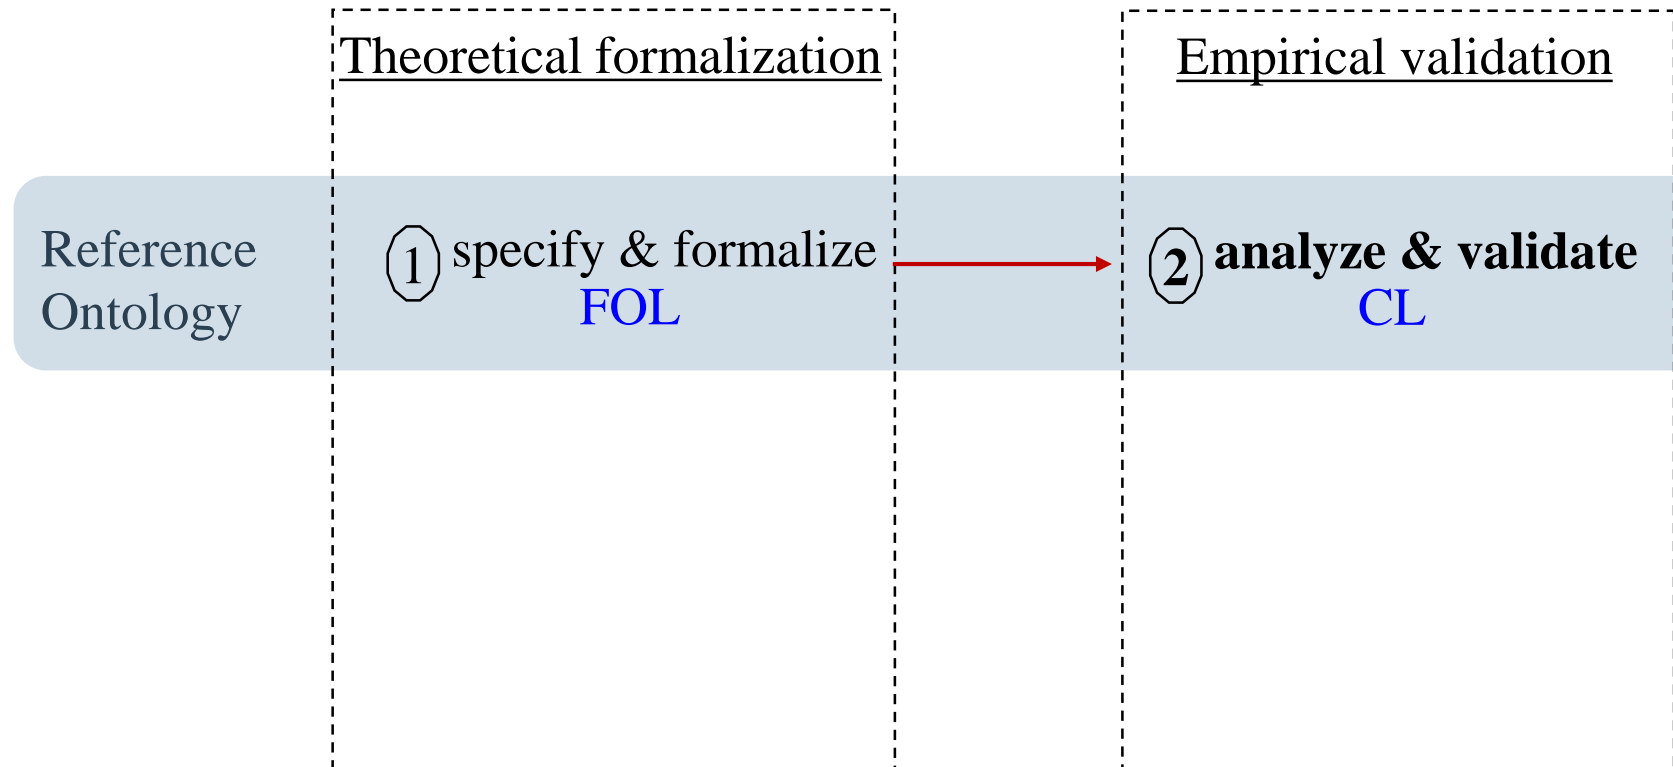 Theoretical formalization
Empirical validation
Reference
Ontology
1 specify & formalize
FOL
2 analyze & validate
CL